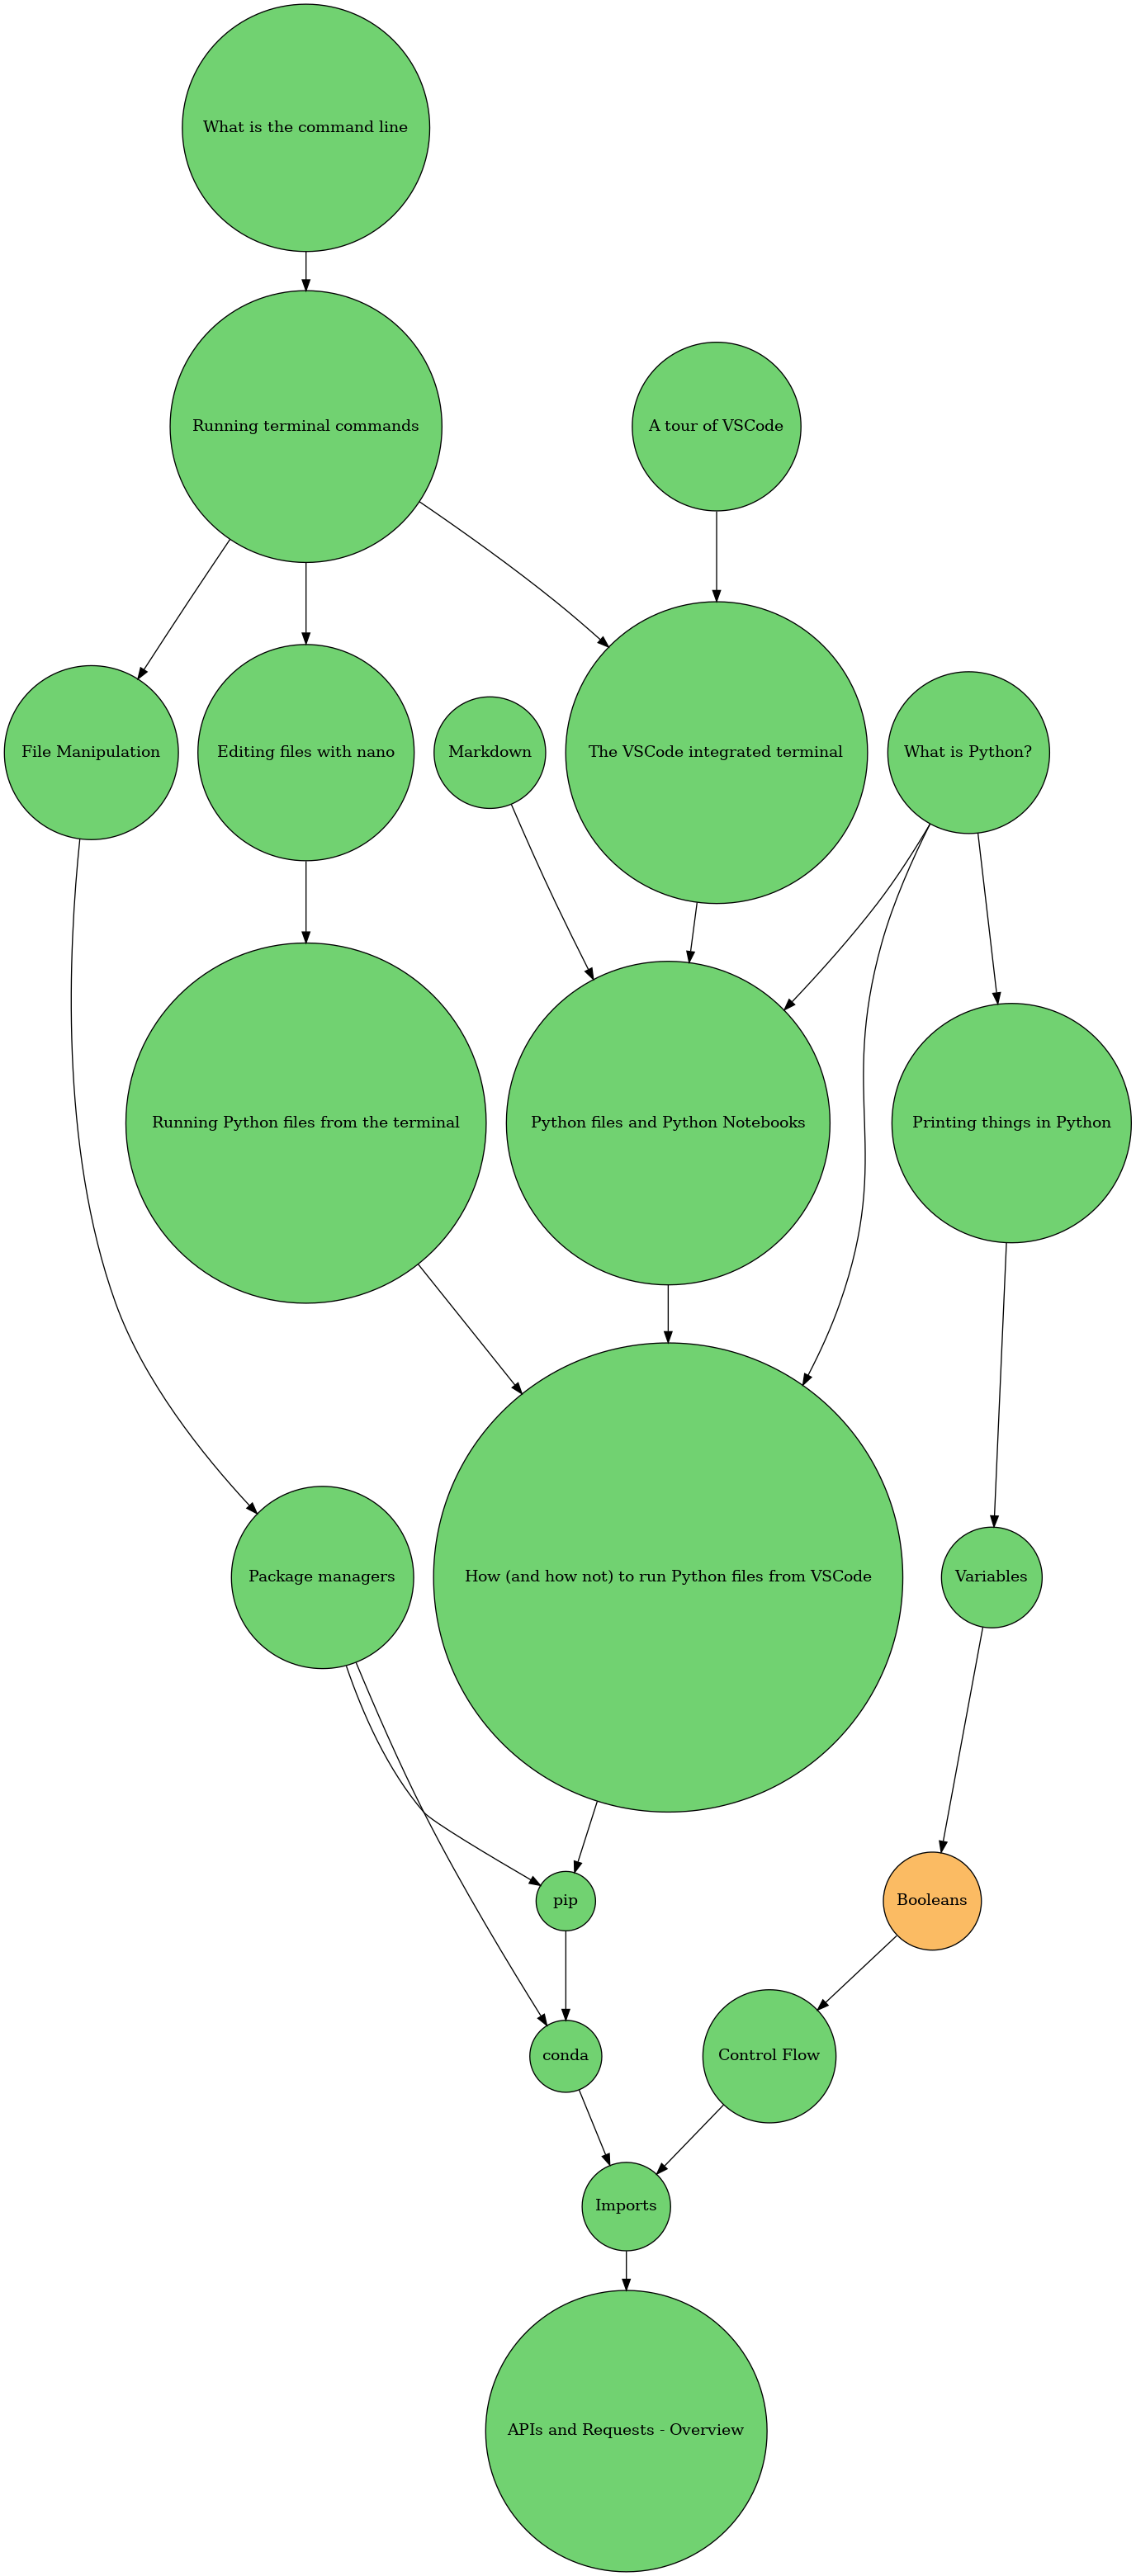 What is the command line
Running terminal commands
A tour of VSCode
File Manipulation
Editing files with nano
Markdown
The VSCode integrated terminal
What is Python?
Running Python files from the terminal
Python files and Python Notebooks
Printing things in Python
Package managers
How (and how not) to run Python files from VSCode
Variables
pip
Booleans
conda
Control Flow
Imports
APIs and Requests - Overview